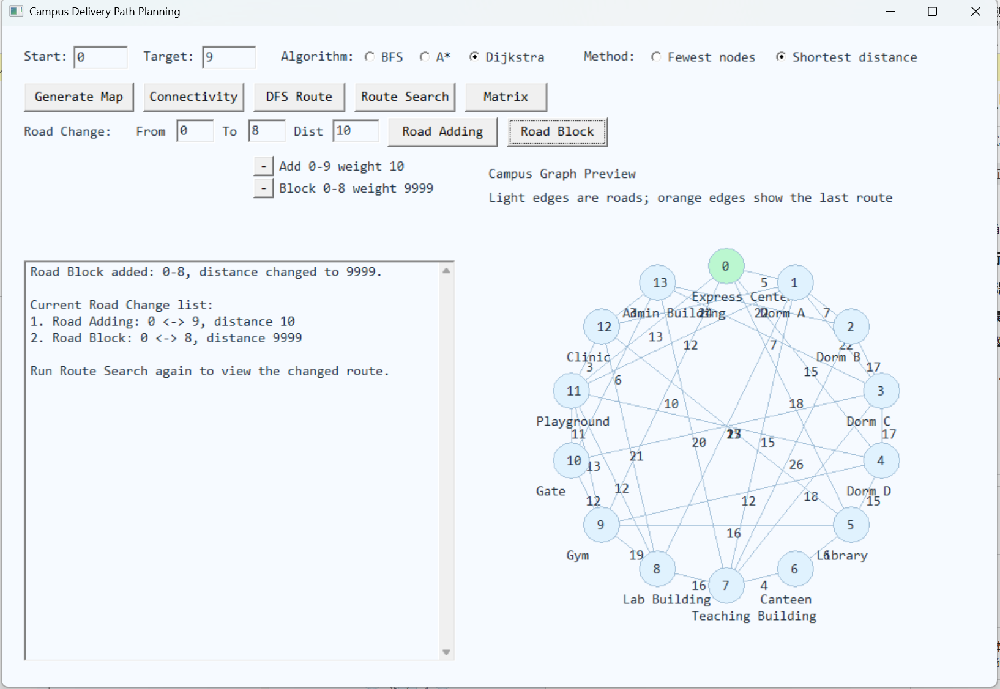 Campus Delivery Path Planning
Start: 0 Target: 9 Algorithm: BFS A* Dijkstra Method: Fewest nodes Shortest distance
Generate Map Connectivity DFS Route Route Search Matrix
Road Change: From 0 To 8 Dist 10 Road Adding Road Block
- Add 0-9 weight 10
- Block 0-8 weight 9999
Campus Graph Preview
Light edges are roads; orange edges show the last route
Road Block added: 0-8, distance changed to 9999.
Current Road Change list:
1. Road Adding: 0 <-> 9, distance 10
2. Road Block: 0 <-> 8, distance 9999
Run Route Search again to view the changed route.
0
13 5 1
Express Cente
Admin Building Dorm A 7
12 2
13 12 7
Clinic Dorm B
3 17
6 15
11 3
10 18
Playground Dorm C
11 17
20 15
10 21 4
13 26
Gate Dorm D
12 18
12 12 15
9 5
16
Gym 19 Library
8 6
16 7 4
Lab Building Canteen
Teaching Building